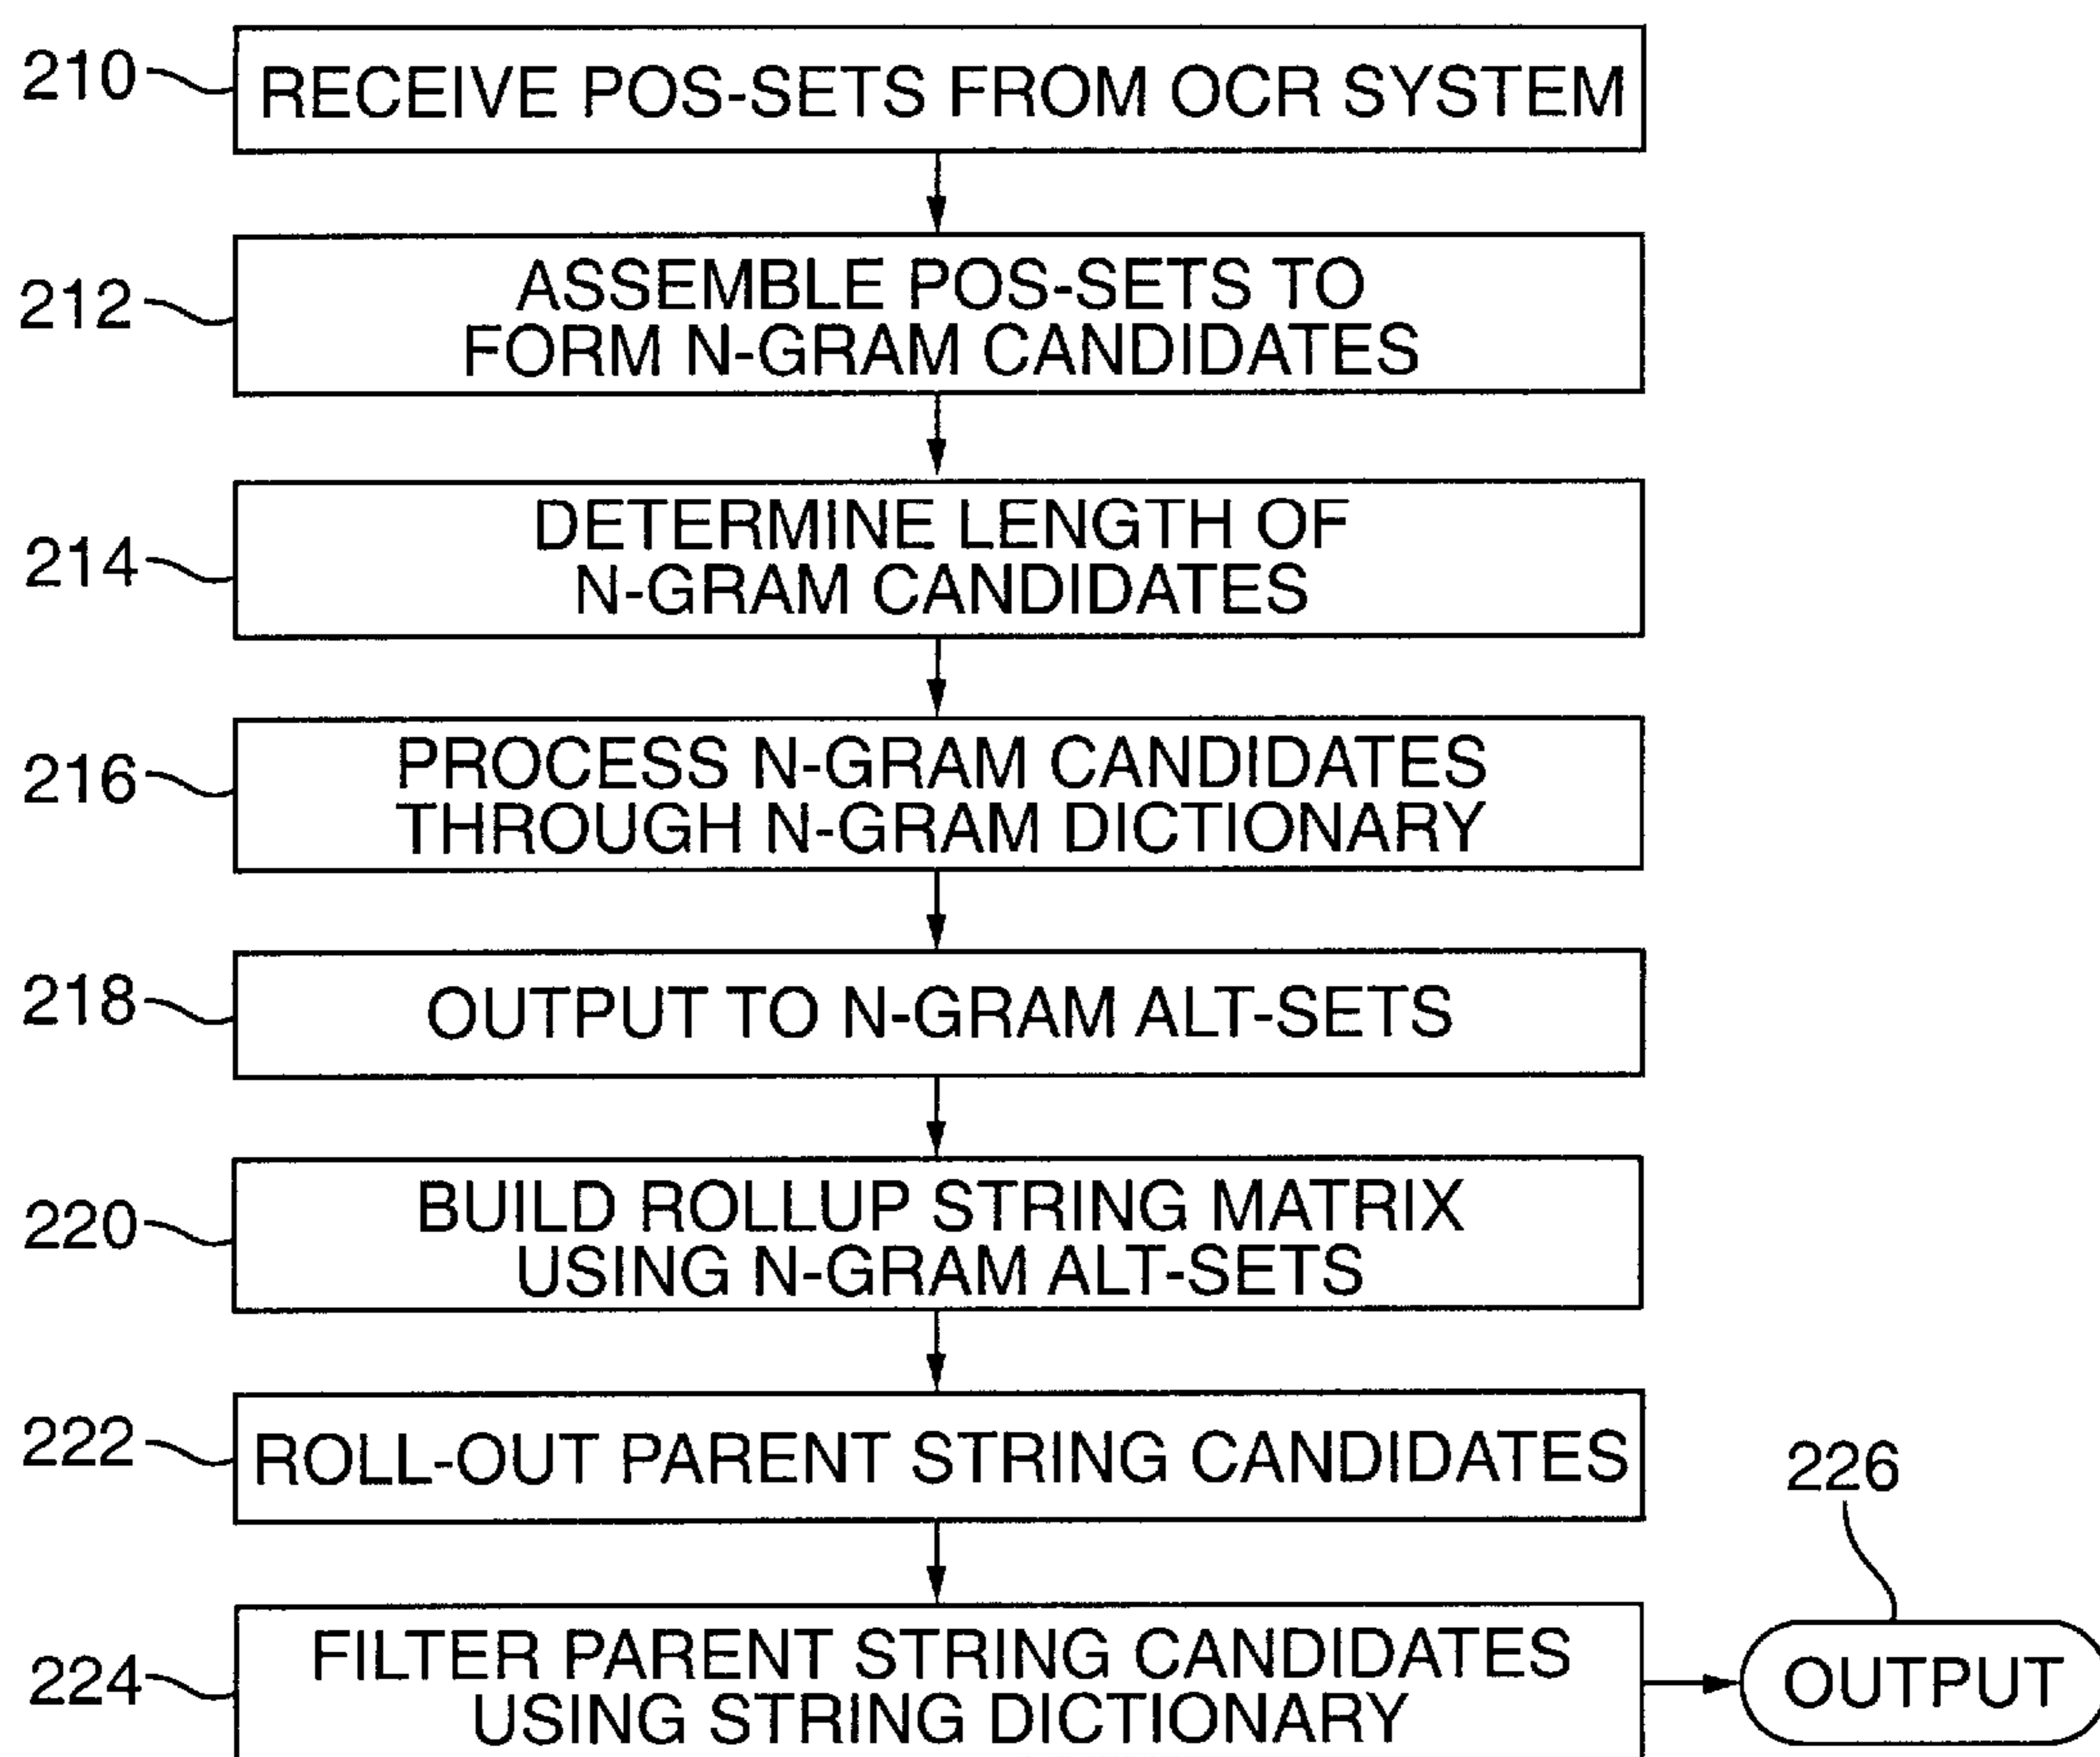 210
RECEIVE POS-SETS FROM OCR SYSTEM
212
ASSEMBLE POS-SETS TO
FORM N-GRAM CANDIDATES
214
DETERMINE LENGTH OF
N-GRAM CANDIDATES
216
PROCESS N-GRAM CANDIDATES
THROUGH N-GRAM DICTIONARY
218
OUTPUT TO N-GRAM ALT-SETS
220
BUILD ROLLUP STRING MATRIX
USING N-GRAM ALT-SETS
222
ROLL-OUT PARENT STRING CANDIDATES
224
FILTER PARENT STRING CANDIDATES
USING STRING DICTIONARY
226
OUTPUT